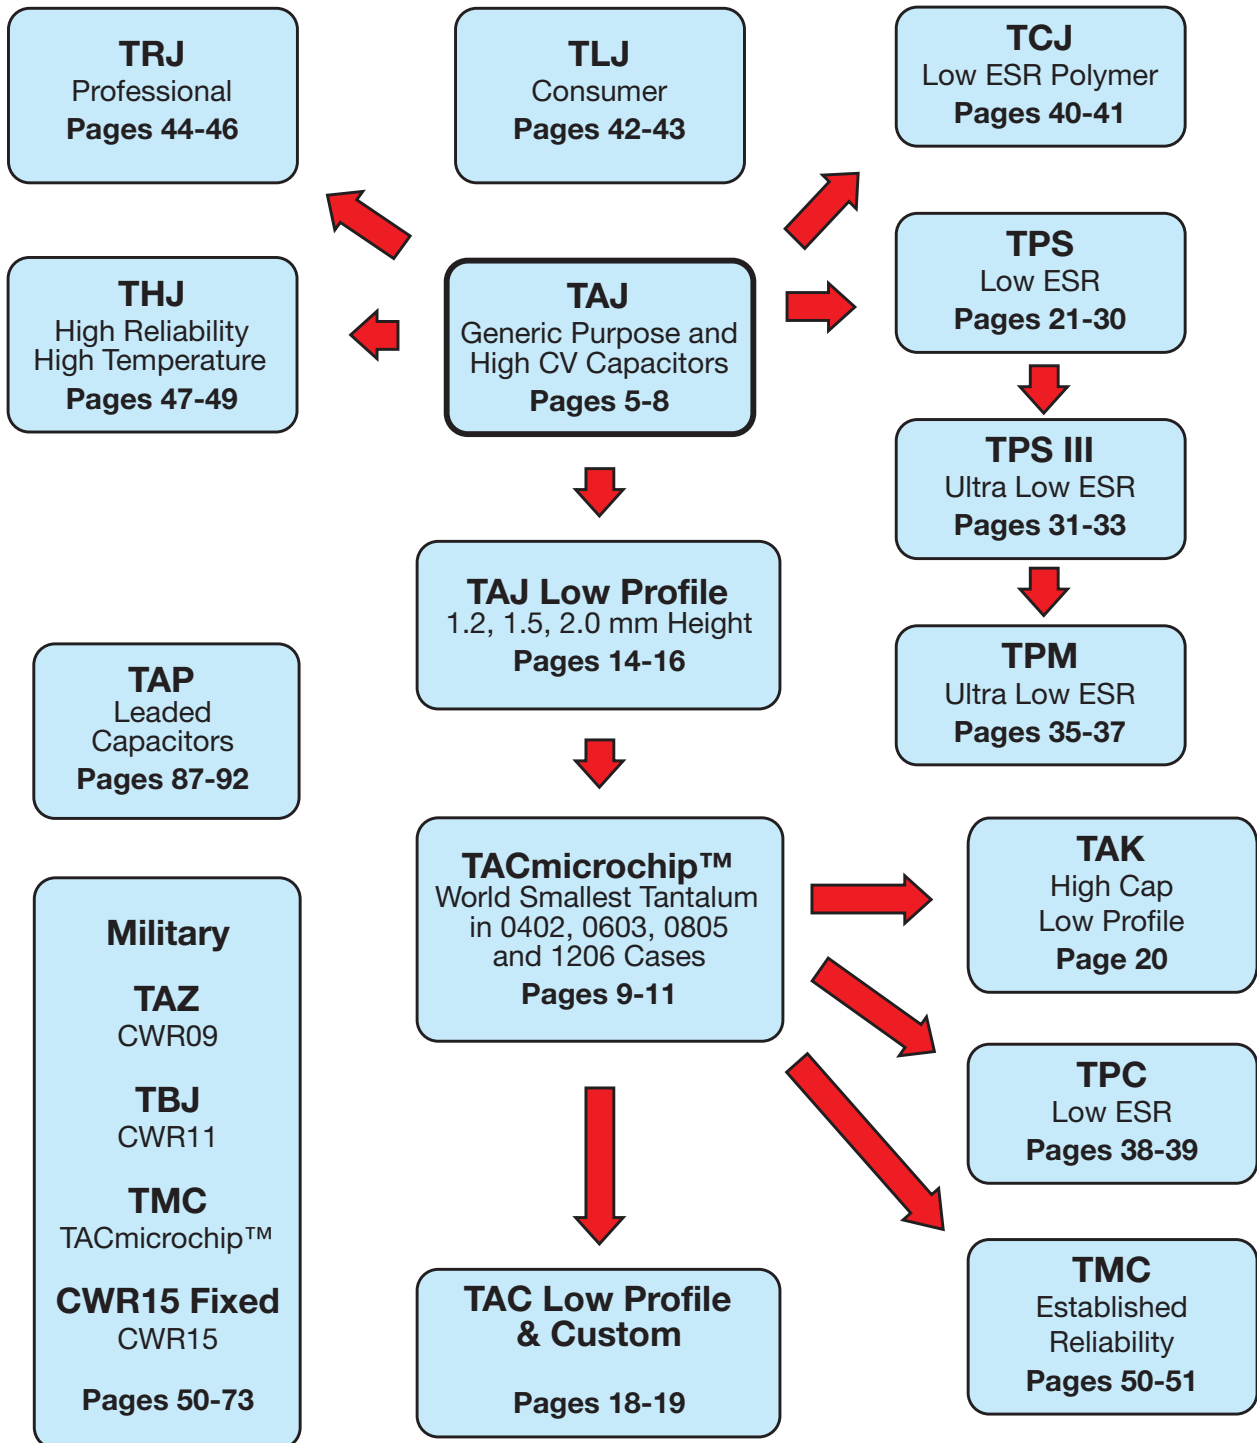 TRJ
Professional
Pages 44-46
TLJ
Consumer
Pages 42-43
TCJ
Low ESR Polymer
Pages 40-41
THJ
High Reliability
High Temperature
Pages 47-49
TAJ
Generic Purpose and
High CV Capacitors
Pages 5-8
TPS
Low ESR
Pages 21-30
TPS III
Ultra Low ESR
Pages 31-33
TAJ Low Profile
1.2, 1.5, 2.0 mm Height
Pages 14-16
TPM
Ultra Low ESR
Pages 35-37
TAP
Leaded
Capacitors
Pages 87-92
TACmicrochip™
World Smallest Tantalum
in 0402, 0603, 0805
and 1206 Cases
Pages 9-11
TAK
High Cap
Low Profile
Page 20
Military
TAZ
CWR09
TBJ
CWR11
TMC
TACmicrochip™
CWR15 Fixed
CWR15
Pages 50-73
TPC
Low ESR
Pages 38-39
TAC Low Profile
& Custom
Pages 18-19
TMC
Established
Reliability
Pages 50-51